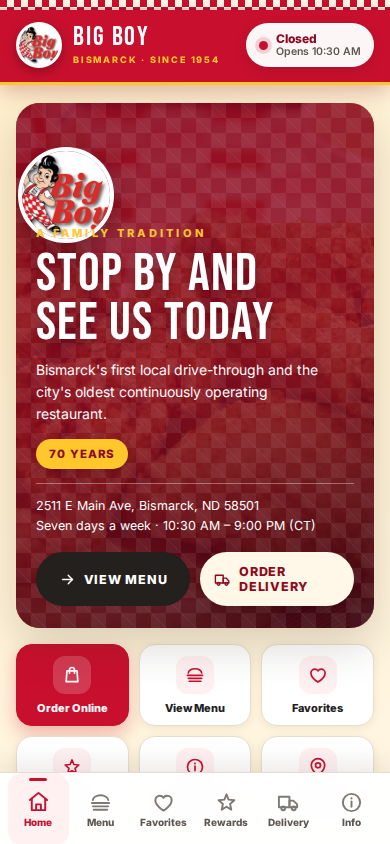 Big
Boy
BIG BOY
BISMARCK · SINCE 1954
Closed
Opens 10:30 AM
Big
Boy
A FAMILY TRADITION
STOP BY AND
SEE US TODAY
Bismarck's first local drive-through and the
city's oldest continuously operating
restaurant.
70 YEARS
2511 E Main Ave, Bismarck, ND 58501
Seven days a week · 10:30 AM – 9:00 PM (CT)
VIEW MENU
ORDER
DELIVERY
Order Online
View Menu
Favorites
Home
Menu
Favorites
Rewards
Delivery
Info